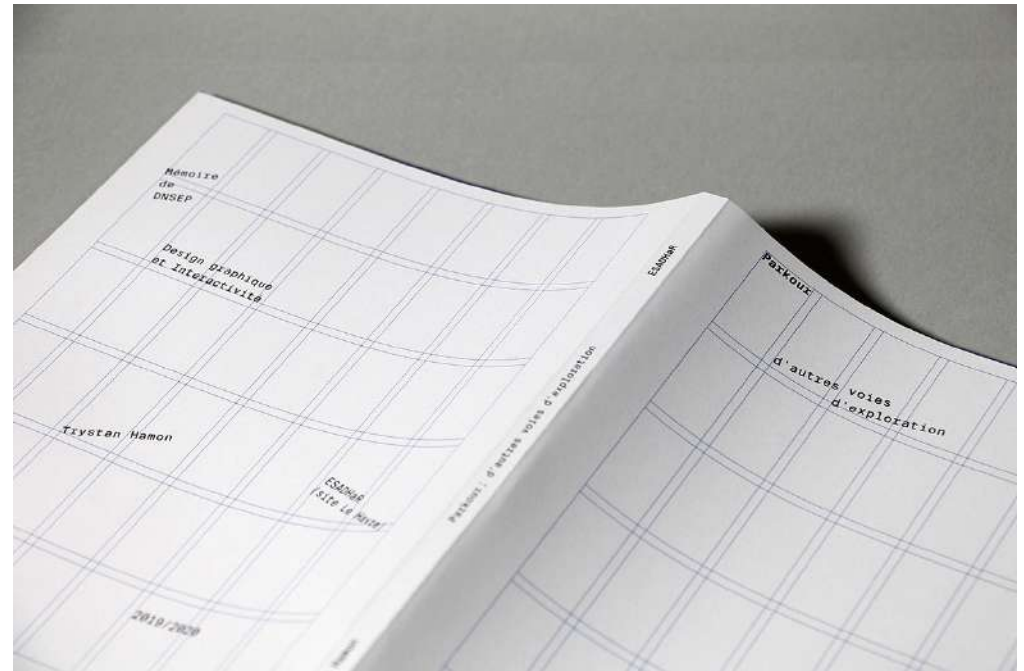 Mémoire
de
DNSEP
Design graphique
et Interactivité
Trystan Hamon
ESADHaR
/site Le Havre/
2019/2020
ESADHaR
Parkour; d'autres voies d'exploration
Parkour
d'autres voies
d'exploration